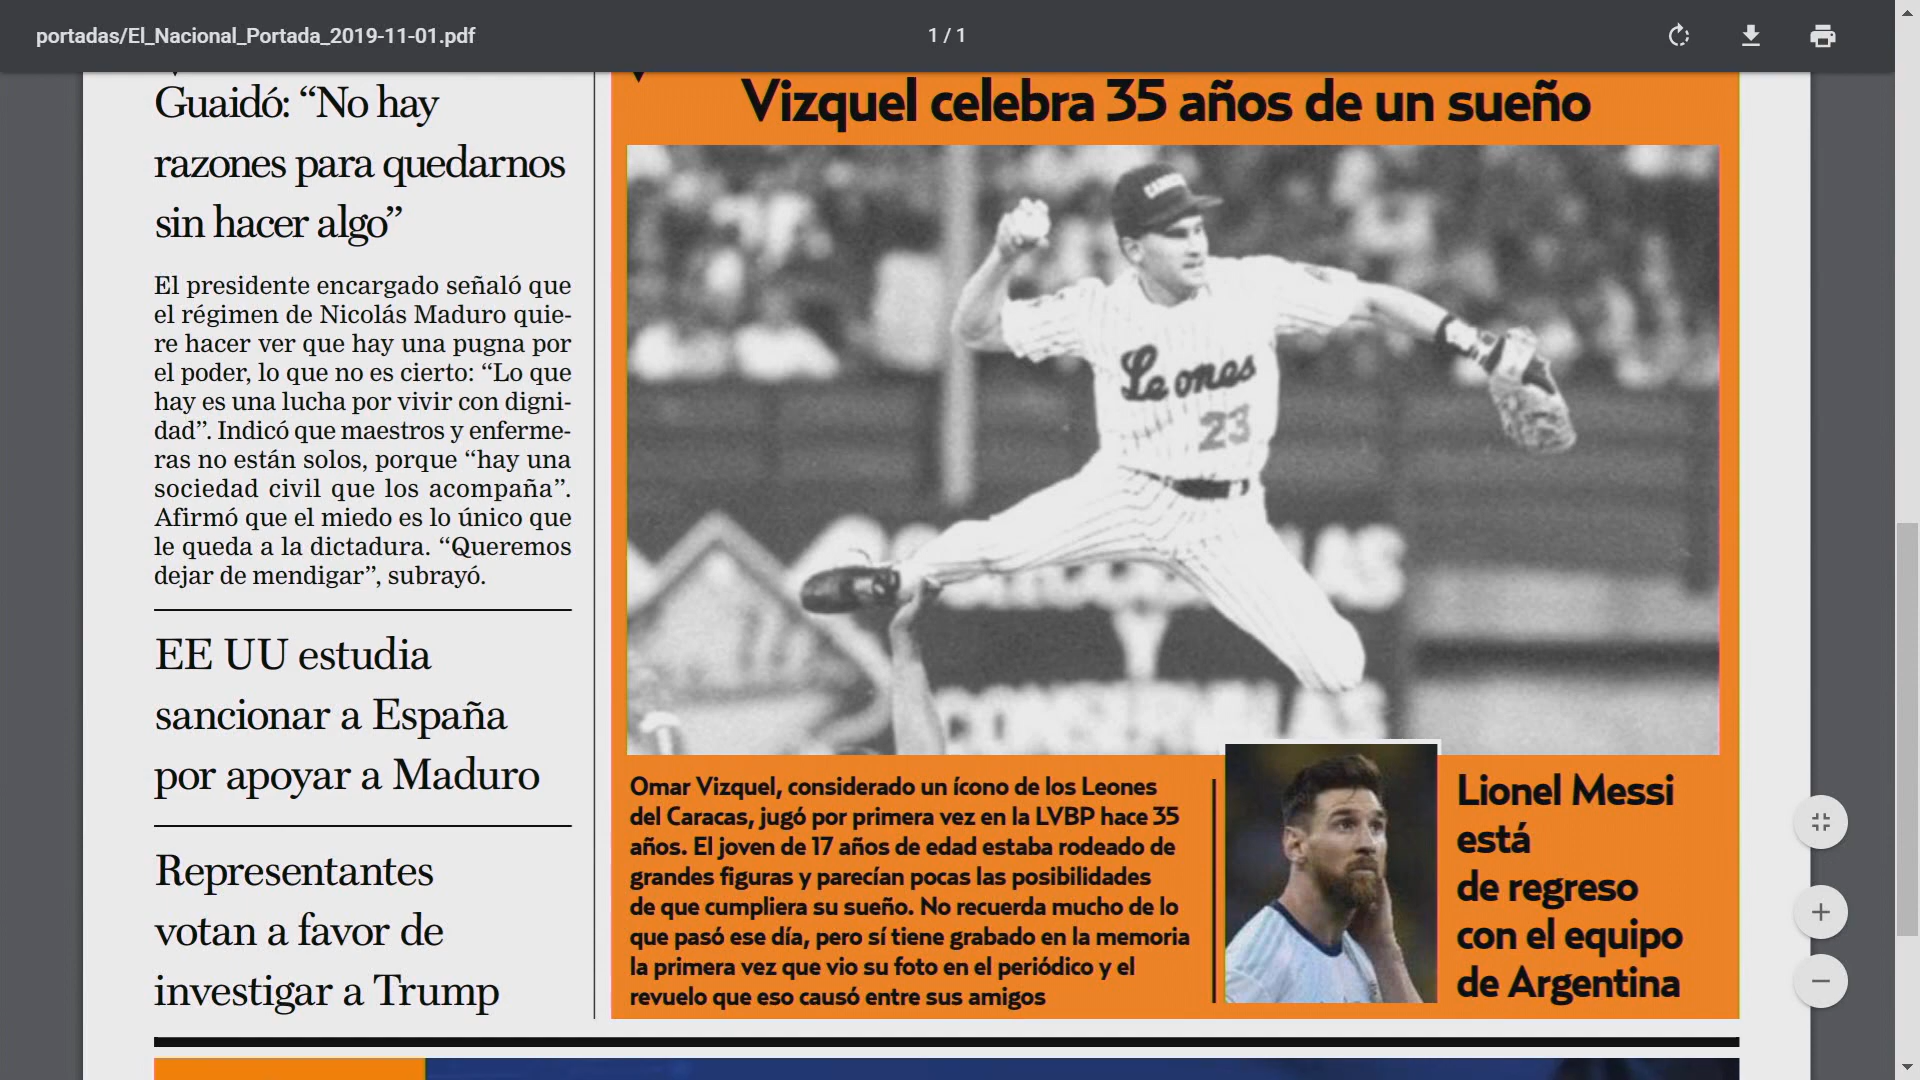 portadas/El_Nacional_Portada_2019-11-01.pdf
1 / 1
Guaidó: “No hay
razones para quedarnos
sin hacer algo”
El presidente encargado señaló que
el régimen de Nicolás Maduro quie-
re hacer ver que hay una pugna por
el poder, lo que no es cierto: “Lo que
hay es una lucha por vivir con digni-
dad”. Indicó que maestros y enferme-
ras no están solos, porque “hay una
sociedad civil que los acompaña”.
Afirmó que el miedo es lo único que
le queda a la dictadura. “Queremos
dejar de mendigar”, subrayó.
EE UU estudia
sancionar a España
por apoyar a Maduro
Representantes
votan a favor de
investigar a Trump
Vizquel celebra 35 años de un sueño
Leones
23
Omar Vizquel, considerado un ícono de los Leones
del Caracas, jugó por primera vez en la LVBP hace 35
años. El joven de 17 años de edad estaba rodeado de
grandes figuras y parecían pocas las posibilidades
de que cumpliera su sueño. No recuerda mucho de lo
que pasó ese día, pero sí tiene grabado en la memoria
la primera vez que vio su foto en el periódico y el
revuelo que eso causó entre sus amigos
Lionel Messi
está
de regreso
con el equipo
de Argentina